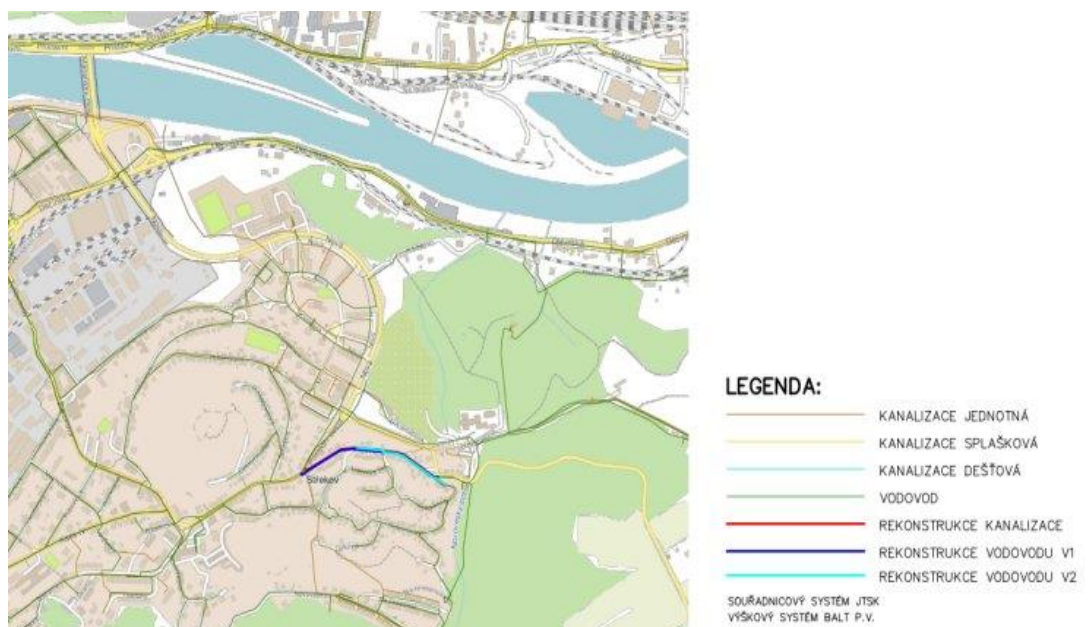 Střekov
LEGENDA:
KANALIZACE JEDNOTNÁ
KANALIZACE SPLAŠKOVÁ
KANALIZACE DEŠŤOVÁ
VODOVOD
REKONSTRUKCE KANALIZACE
REKONSTRUKCE VODOVODU V1
REKONSTRUKCE VODOVODU V2
SOUŘADNICOVÝ SYSTÉM JTSK
VÝŠKOVÝ SYSTÉM BALT P.V.